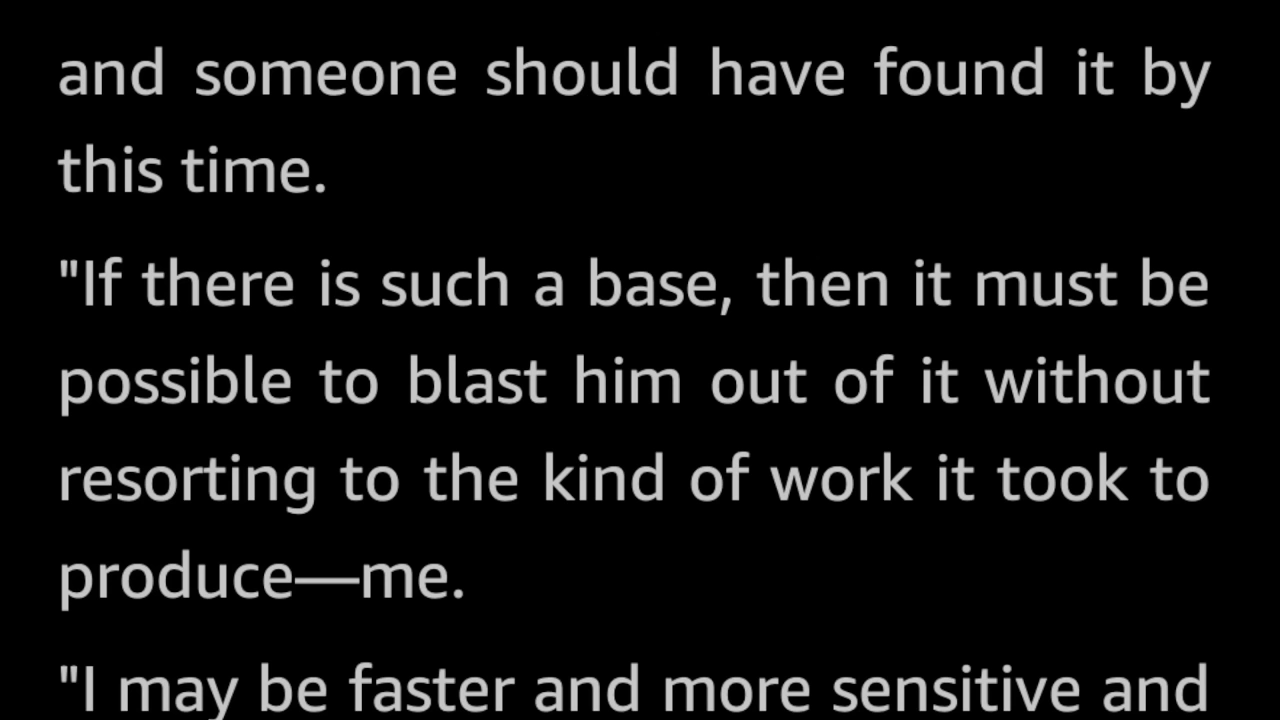 and someone should have found it by
this time.
"If there is such a base, then it must be
possible to blast him out of it without
resorting to the kind of work it took to
produce—me.
"I may be faster and more sensitive and